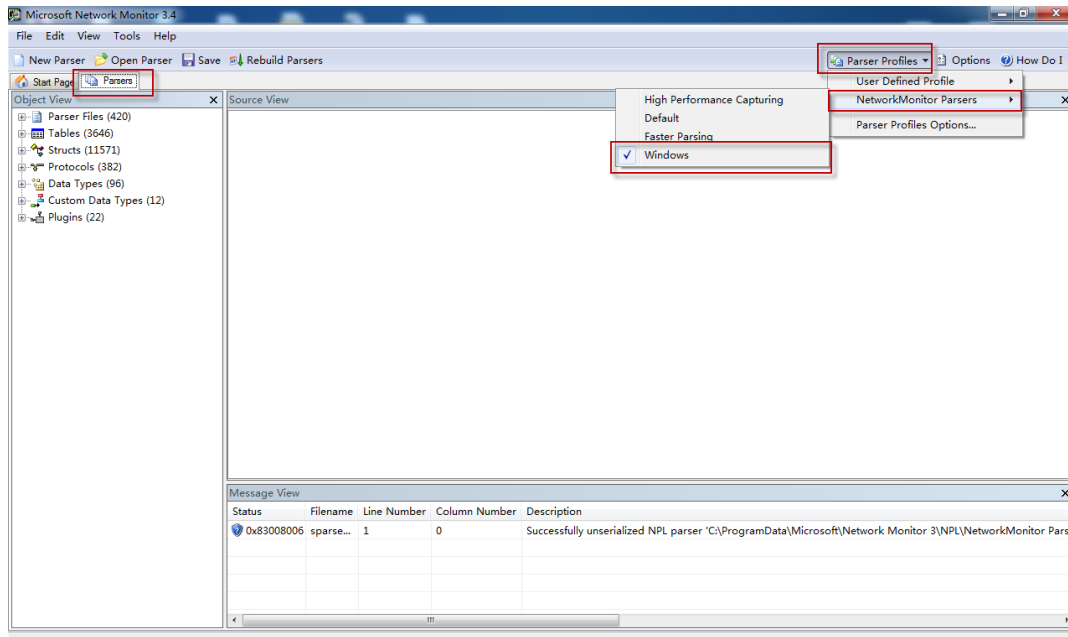 Microsoft Network Monitor 3.4
File Edit View Tools Help
New Parser Open Parser Save Rebuild Parsers Parser Profiles Options How Do I
Start Page Parsers
User Defined Profile
NetworkMonitor Parsers
Parser Profiles Options...
High Performance Capturing
Default
Faster Parsing
Windows
Object View
Parser Files (420)
Tables (3646)
Structs (11571)
Protocols (382)
Data Types (96)
Custom Data Types (12)
Plugins (22)
Source View
Message View
Status Filename Line Number Column Number Description
0x83008006 sparse... 1 0 Successfully unserialized NPL parser 'C:\ProgramData\Microsoft\Network Monitor 3\NPL\NetworkMonitor Pars